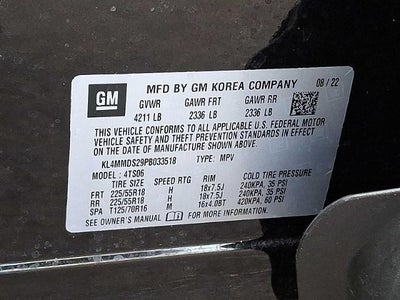 GM
MFD BY GM KOREA COMPANY 08 / 22
GVWR GAWR FRT GAWR RR
4211 LB 2336 LB 2336 LB
THIS VEHICLE CONFORMS TO ALL APPLICABLE U.S. FEDERAL MOTOR
VEHICLE SAFETY AND THEFT PREVENTION STANDARDS IN EFFECT ON
THE DATE OF MANUFACTURE SHOWN ABOVE.
KL4MMDS29PB033518 TYPE: MPV
MODEL: 4TS06
TIRE SIZE SPEED RTG RIM COLD TIRE PRESSURE
FRT 225/55R18 H 18x7.5J 240KPA, 35 PSI
RR 225/55R18 H 18x7.5J 240KPA, 35 PSI
SPA T125/70R16 M 16x4.0BT 420KPA, 60 PSI
SEE OWNER'S MANUAL i FOR MORE INFORMATION.